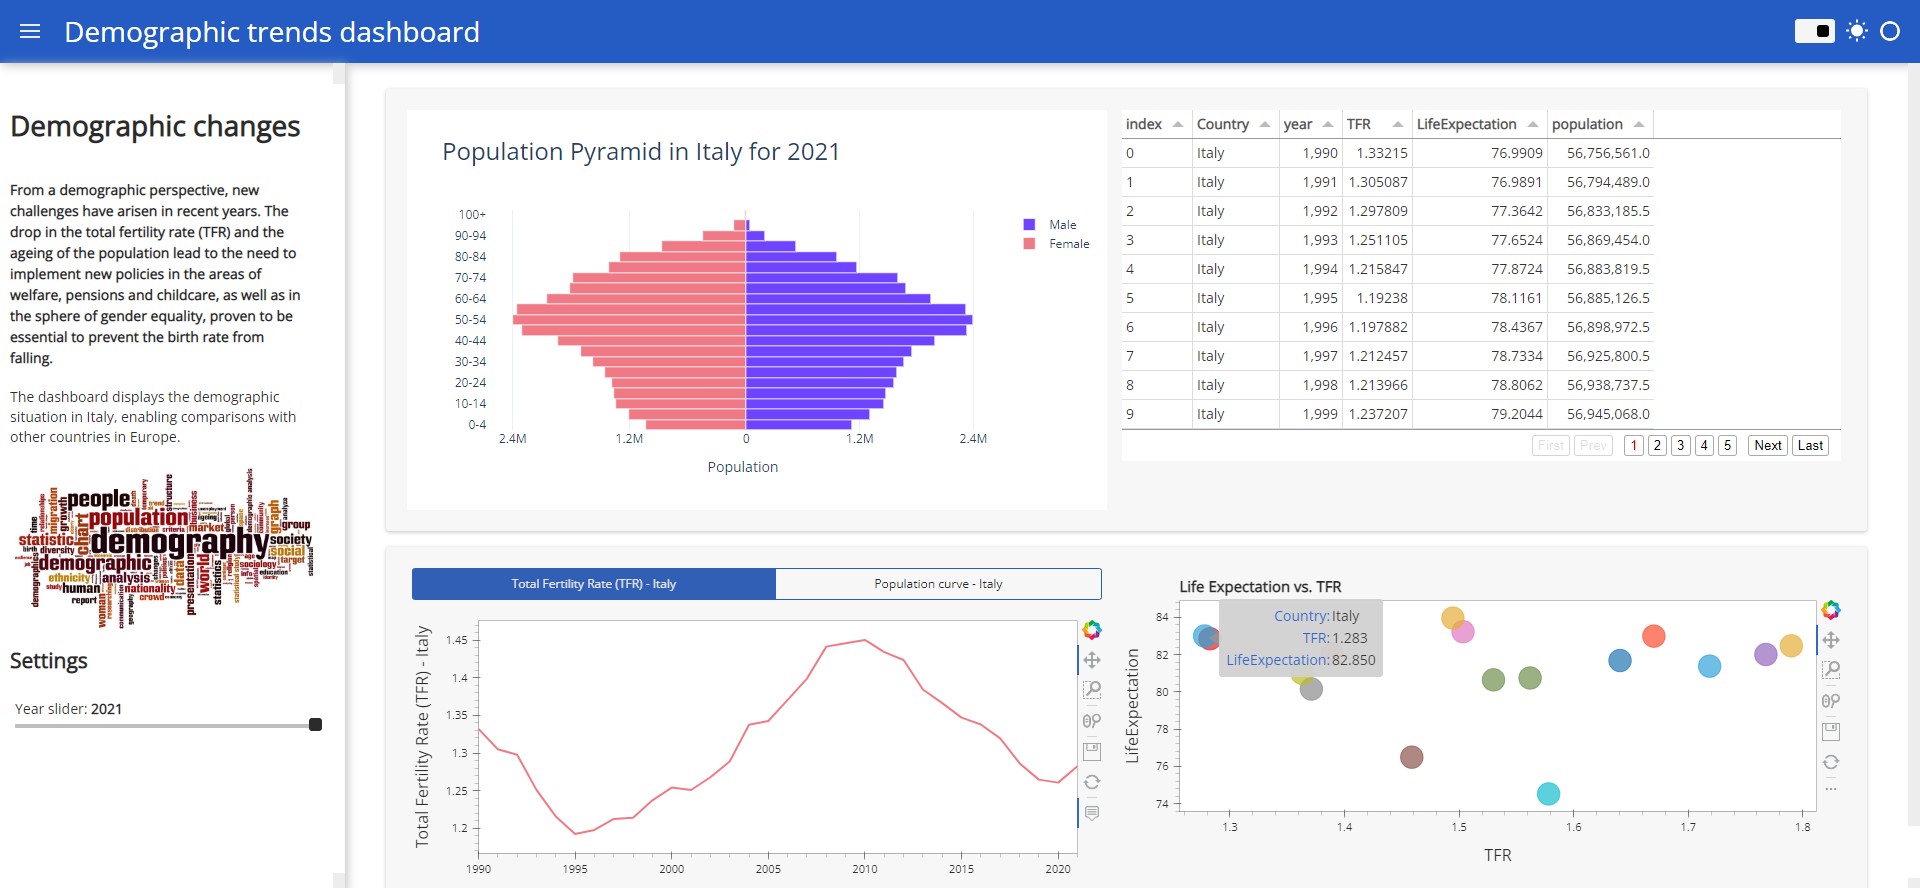 Demographic trends dashboard
Demographic changes
From a demographic perspective, new
challenges have arisen in recent years. The
drop in the total fertility rate (TFR) and the
ageing of the population lead to the need to
implement new policies in the areas of
welfare, pensions and childcare, as well as in
the sphere of gender equality, proven to be
essential to prevent the birth rate from
falling.
The dashboard displays the demographic
situation in Italy, enabling comparisons with
other countries in Europe.
people
population
demography
demographic
statistic
diversity
ethnicity
analysis
human
nationality
report
crowd
market
society
social
target
group
graph
chart
world
data
statistics
presentation
woman
migration
growth
time
structure
birth
study
sociology
education
Settings
Year slider: 2021
Population Pyramid in Italy for 2021
100+
90-94
80-84
70-74
60-64
50-54
40-44
30-34
20-24
10-14
0-4
2.4M 1.2M 0 1.2M 2.4M
Population
Male
Female
index Country year TFR LifeExpectation population
0 Italy 1,990 1.33215 76.9909 56,756,561.0
1 Italy 1,991 1.305087 76.9891 56,794,489.0
2 Italy 1,992 1.297809 77.3642 56,833,185.5
3 Italy 1,993 1.251105 77.6524 56,869,454.0
4 Italy 1,994 1.215847 77.8724 56,883,819.5
5 Italy 1,995 1.19238 78.1161 56,885,126.5
6 Italy 1,996 1.197882 78.4367 56,898,972.5
7 Italy 1,997 1.212457 78.7334 56,925,800.5
8 Italy 1,998 1.213966 78.8062 56,938,737.5
9 Italy 1,999 1.237207 79.2044 56,945,068.0
First Prev 1 2 3 4 5 Next Last
Total Fertility Rate (TFR) - Italy
Population curve - Italy
Total Fertility Rate (TFR) - Italy
1.45
1.4
1.35
1.3
1.25
1.2
1990 1995 2000 2005 2010 2015 2020
Life Expectation vs. TFR
Country: Italy
TFR: 1.283
LifeExpectation: 82.850
LifeExpectation
84
82
80
78
76
74
1.3 1.4 1.5 1.6 1.7 1.8
TFR